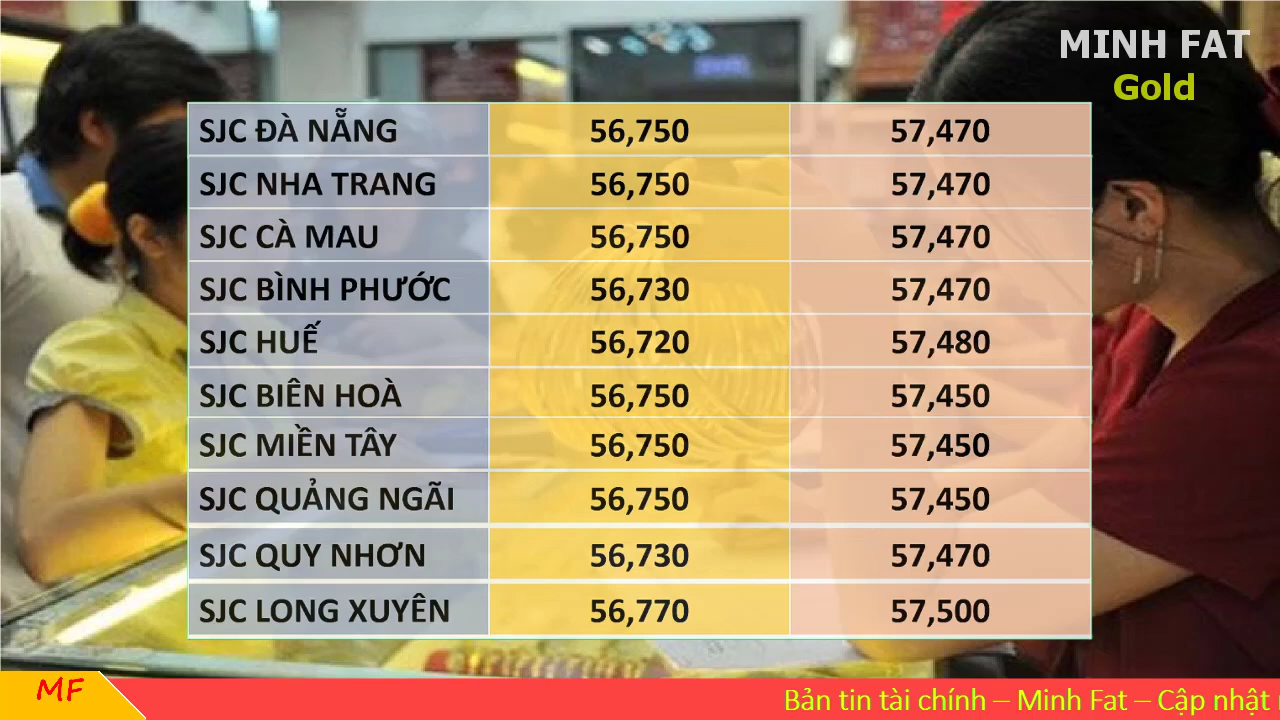 MINH FAT
Gold
SJC ĐÀ NẴNG 56,750 57,470
SJC NHA TRANG 56,750 57,470
SJC CÀ MAU 56,750 57,470
SJC BÌNH PHƯỚC 56,730 57,470
SJC HUẾ 56,720 57,480
SJC BIÊN HOÀ 56,750 57,450
SJC MIỀN TÂY 56,750 57,450
SJC QUẢNG NGÃI 56,750 57,450
SJC QUY NHƠN 56,730 57,470
SJC LONG XUYÊN 56,770 57,500
MF
Bản tin tài chính – Minh Fat – Cập nhật